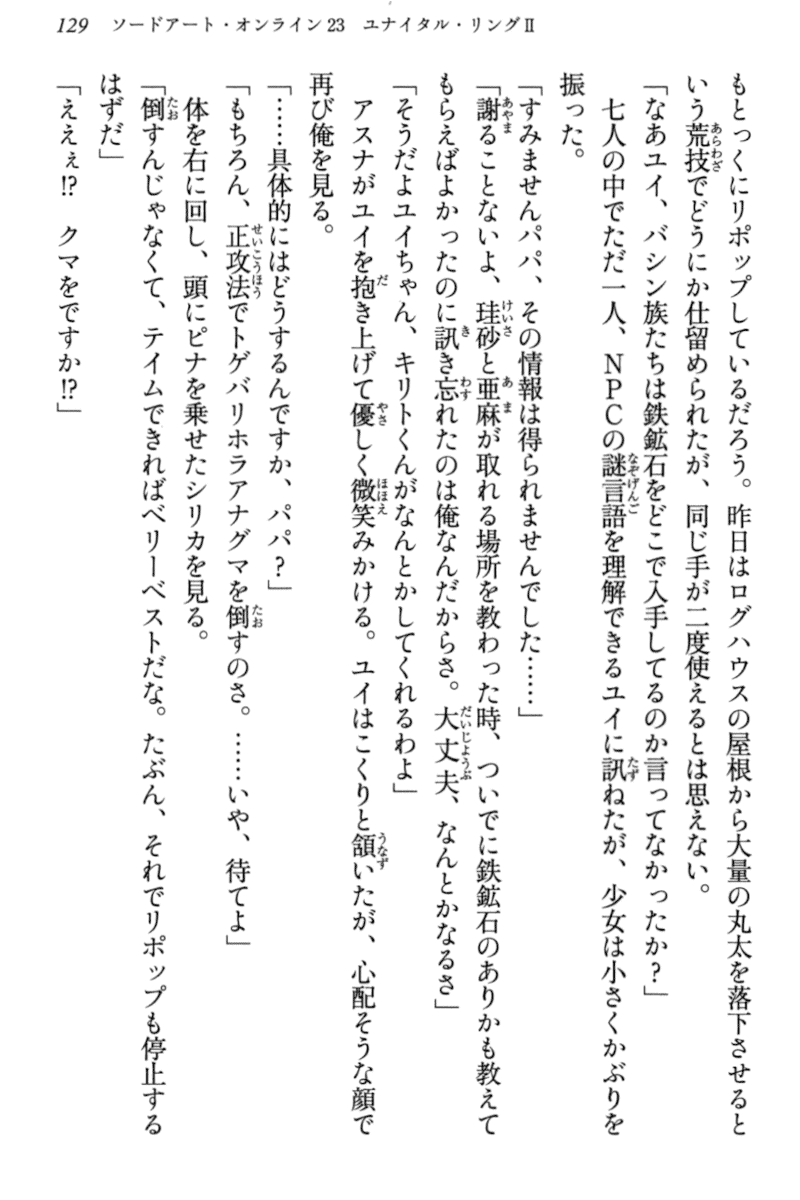 129　ソードアート・オンライン23　ユナイタル・リングⅡ
もとっくにリポップしているだろう。昨日はログハウスの屋根から大量の丸太を落下させると
いう荒技でどうにか仕留められたが、同じ手が二度使えるとは思えない。
「なあユイ、バシン族たちは鉄鉱石をどこで入手してるのか言ってなかったか？」
　七人の中でただ一人、ＮＰＣの謎言語を理解できるユイに訊ねたが、少女は小さくかぶりを
振った。
「すみませんパパ、その情報は得られませんでした……」
「謝ることないよ、珪砂と亜麻が取れる場所を教わった時、ついでに鉄鉱石のありかも教えて
もらえばよかったのに訊き忘れたのは俺なんだからさ。大丈夫、なんとかなるさ」
「そうだよユイちゃん、キリトくんがなんとかしてくれるわよ」
　アスナがユイを抱き上げて優しく微笑みかける。ユイはこくりと頷いたが、心配そうな顔で
再び俺を見る。
「……具体的にはどうするんですか、パパ？」
「もちろん、正攻法でトゲバリホラアナグマを倒すのさ。……いや、待てよ」
　体を右に回し、頭にピナを乗せたシリカを見る。
「倒すんじゃなくて、テイムできればベリーベストだな。たぶん、それでリポップも停止する
はずだ」
「ええぇ!?　クマをですか!?」